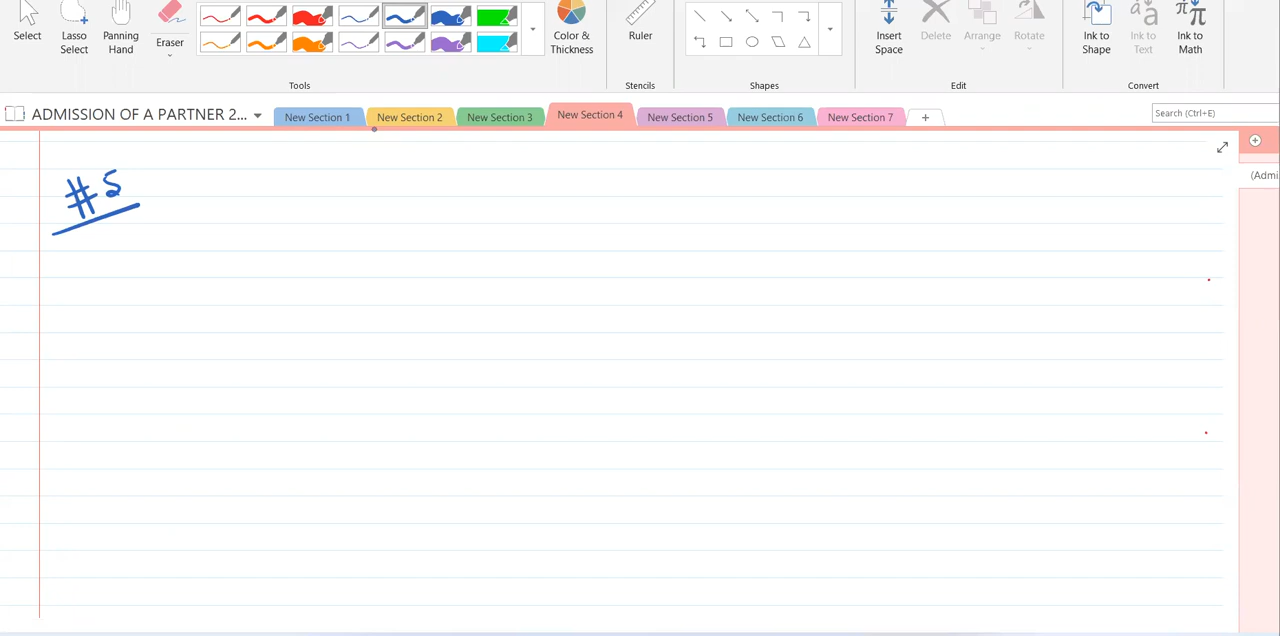 Select
Lasso
Select
Panning
Hand
Eraser
Color &
Thickness
Ruler
Insert
Space
Delete
Arrange
Rotate
Ink to
Shape
Ink to
Text
Ink to
Math
Tools
Stencils
Shapes
Edit
Convert
ADMISSION OF A PARTNER 2...
New Section 1
New Section 2
New Section 3
New Section 4
New Section 5
New Section 6
New Section 7
Search (Ctrl+E)
(Admi
#5